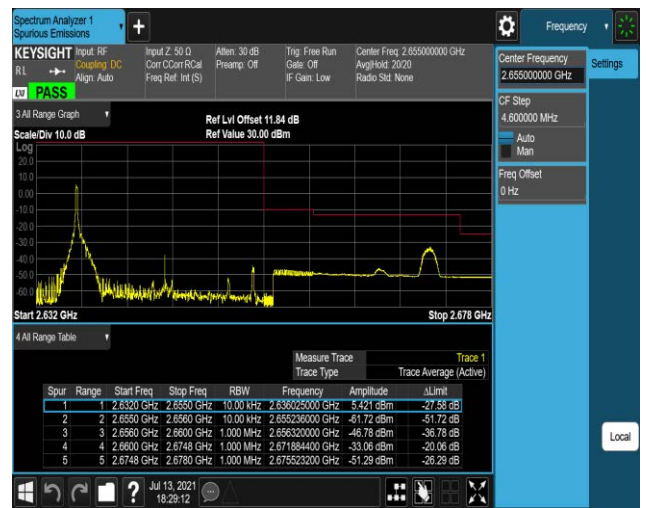 Spectrum Analyzer 1
Spurious Emissions
+
Frequency
KEYSIGHT Input: RF Input Z: 50 Ω Atten: 30 dB Trig: Free Run Center Freq: 2.655000000 GHz
R L Coupling: DC Corr CCorr RCal Preamp: Off Gate: Off Avg|Hold: 20/20
Align: Auto Freq Ref: Int (S) IF Gain: Low Radio Std: None
LXI PASS
Center Frequency
2.655000000 GHz
Settings
CF Step
4.600000 MHz
Auto
Man
Freq Offset
0 Hz
3 All Range Graph
Ref Lvl Offset 11.84 dB
Scale/Div 10.0 dB Ref Value 30.00 dBm
Log
20.0
10.0
0.00
-10.0
-20.0
-30.0
-40.0
-50.0
-60.0
Start 2.632 GHz Stop 2.678 GHz
4 All Range Table
Measure Trace Trace 1
Trace Type Trace Average (Active)
Spur Range Start Freq Stop Freq RBW Frequency Amplitude ΔLimit
1 1 2.6320 GHz 2.6550 GHz 10.00 kHz 2.636025000 GHz 5.421 dBm -27.58 dB
2 2 2.6550 GHz 2.6560 GHz 10.00 kHz 2.655236000 GHz -61.72 dBm -51.72 dB
3 3 2.6560 GHz 2.6600 GHz 1.000 MHz 2.656320000 GHz -46.78 dBm -36.78 dB
4 4 2.6600 GHz 2.6748 GHz 1.000 MHz 2.671884400 GHz -33.06 dBm -20.06 dB
5 5 2.6748 GHz 2.6780 GHz 1.000 MHz 2.675523200 GHz -51.29 dBm -26.29 dB
Local
? Jul 13, 2021
18:29:12